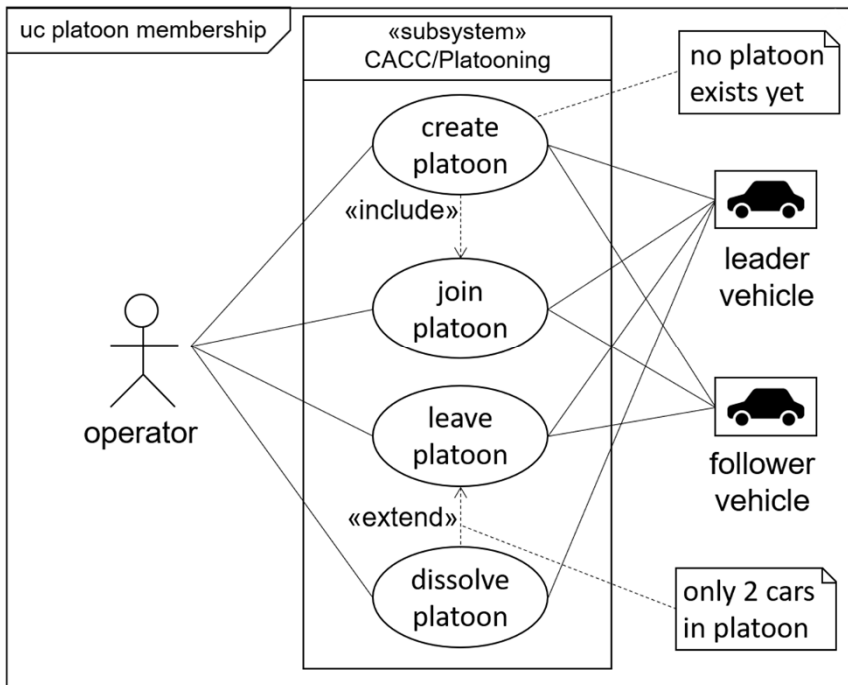 uc platoon membership
«subsystem»
CACC/Platooning
no platoon
exists yet
create
platoon
«include»
leader
vehicle
join
platoon
operator
leave
platoon
follower
vehicle
«extend»
dissolve
platoon
only 2 cars
in platoon